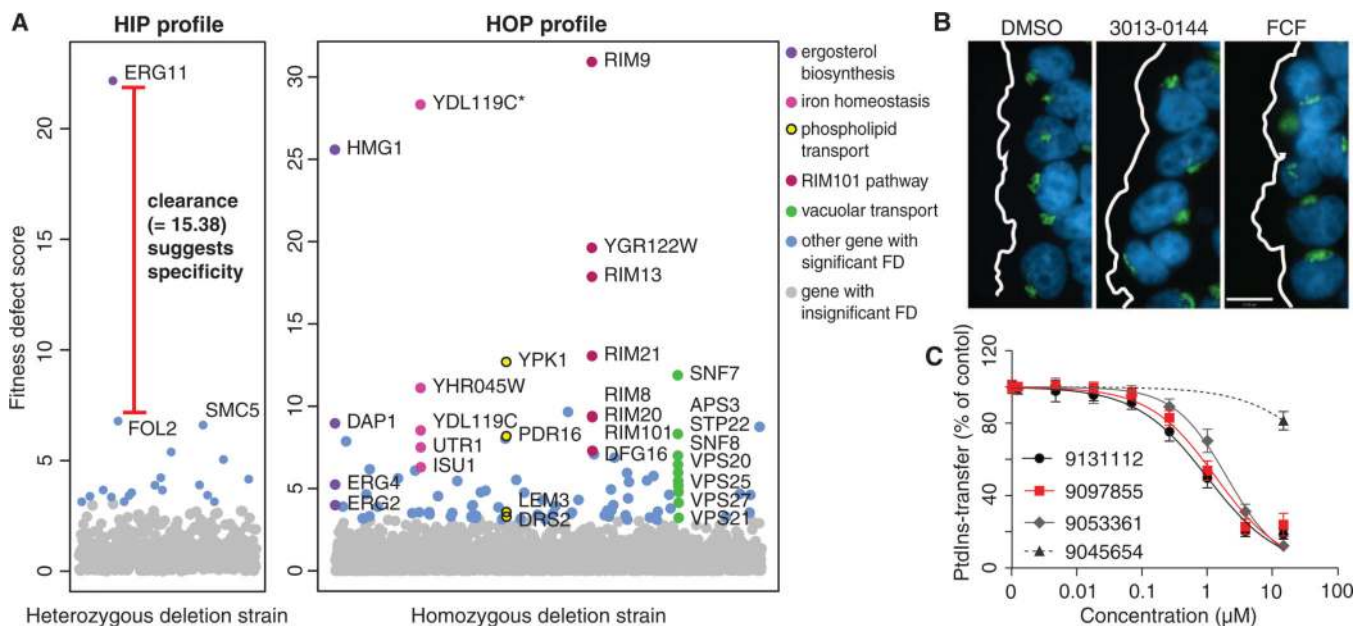 A
HIP profile
HOP profile
Fitness defect score
20
15
10
5
0
ERG11
clearance
(= 15.38)
suggests
specificity
FOL2
SMC5
Heterozygous deletion strain
30
25
20
15
10
5
0
RIM9
YDL119C*
HMG1
YGR122W
RIM13
RIM21
YPK1
SNF7
YHR045W
RIM8
APS3
DAP1
YDL119C
RIM20
STP22
PDR16
RIM101
SNF8
UTR1
DFG16
VPS20
ISU1
ERG4
VPS25
ERG2
LEM3
VPS27
DRS2
VPS21
Homozygous deletion strain
ergosterol
biosynthesis
iron homeostasis
phospholipid
transport
RIM101 pathway
vacuolar transport
other gene with
significant FD
gene with
insignificant FD
B
DMSO
3013-0144
FCF
C
PtdIns-transfer (% of contol)
120
80
40
0
9131112
9097855
9053361
9045654
0
0.01
0.1
1
10
100
Concentration (µM)